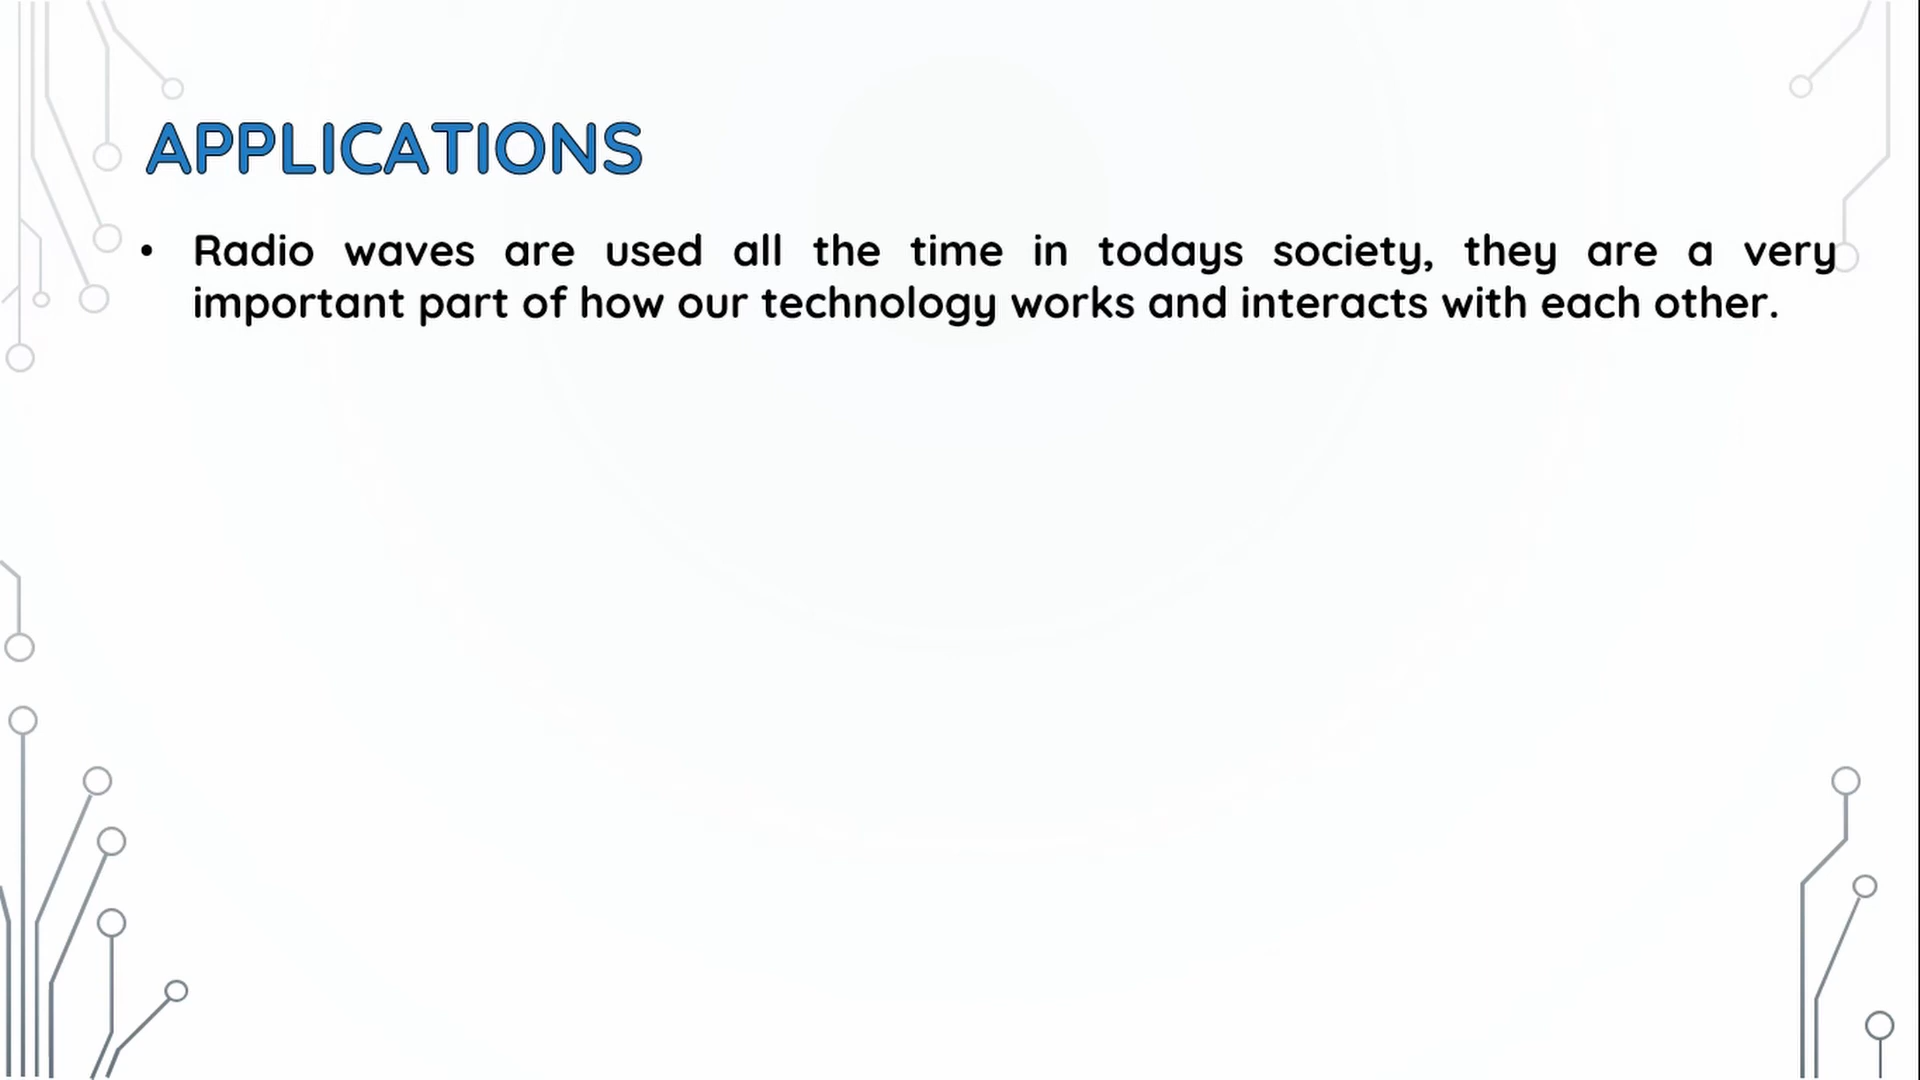 APPLICATIONS
• Radio waves are used all the time in todays society, they are a very
important part of how our technology works and interacts with each other.